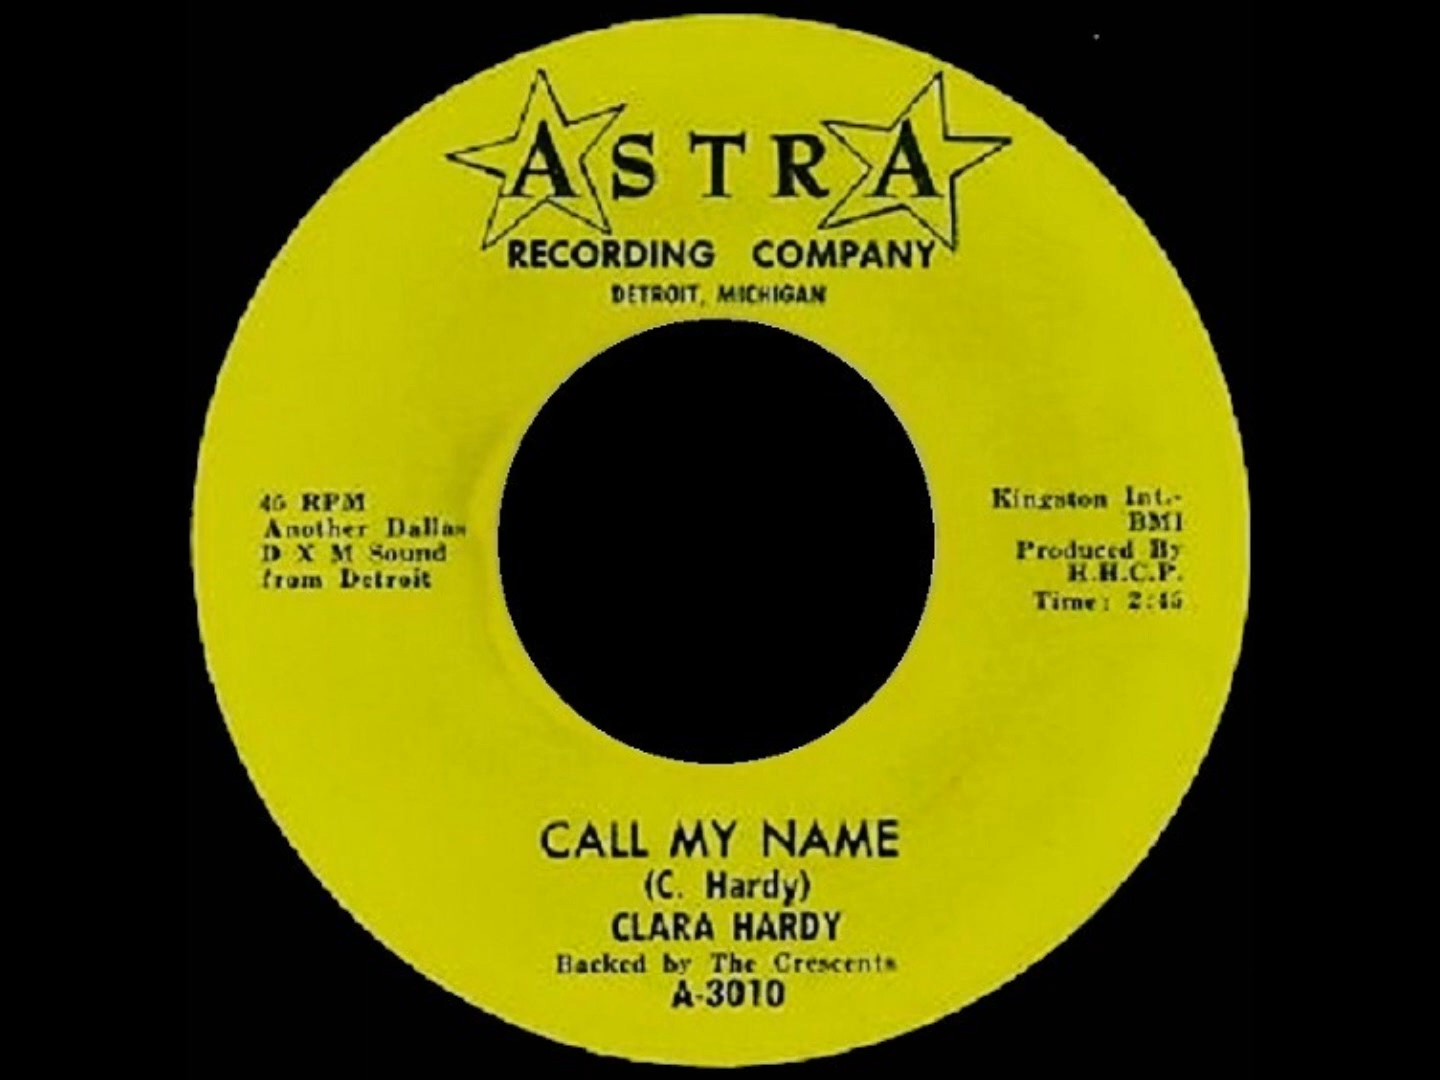 ASTRA
RECORDING COMPANY
DETROIT, MICHIGAN
45 RPM
Another Dallas
D X M Sound
from Detroit
Kingston Int.-
BMI
Produced By
H.H.C.P.
Time: 2:45
CALL MY NAME
(C. Hardy)
CLARA HARDY
Backed by The Crescents
A-3010